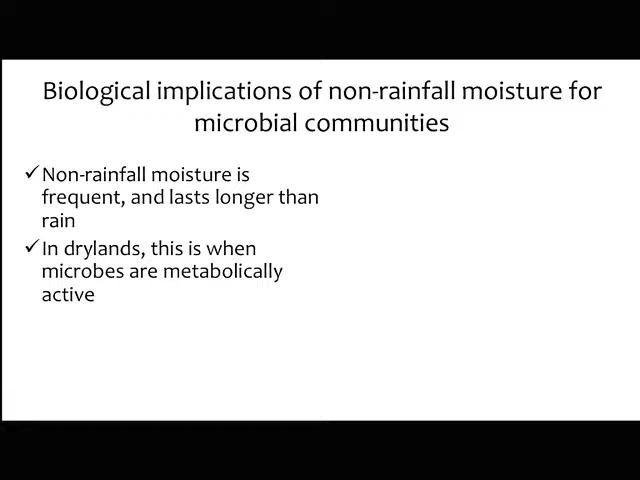 Biological implications of non-rainfall moisture for
microbial communities
✓Non-rainfall moisture is
frequent, and lasts longer than
rain
✓In drylands, this is when
microbes are metabolically
active